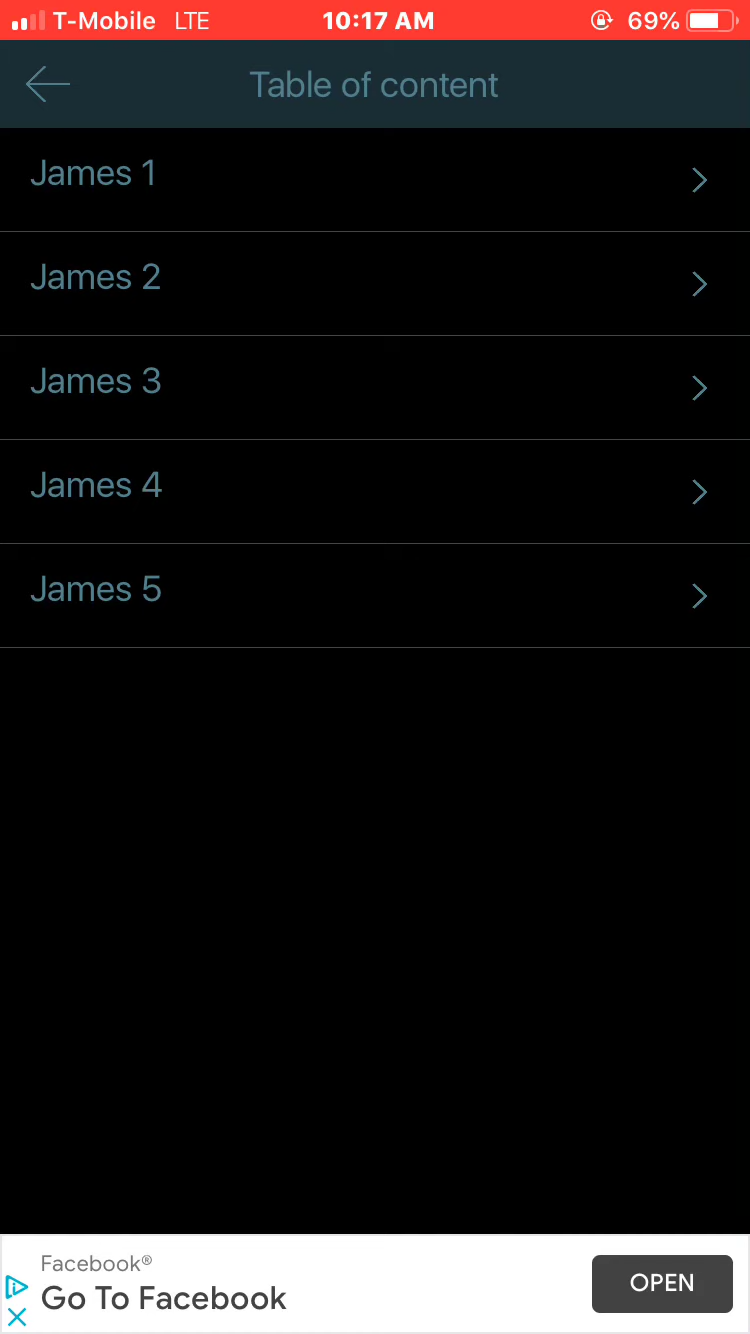 T-Mobile LTE 10:17 AM 69%
Table of content
James 1
James 2
James 3
James 4
James 5
Facebook®
Go To Facebook
OPEN